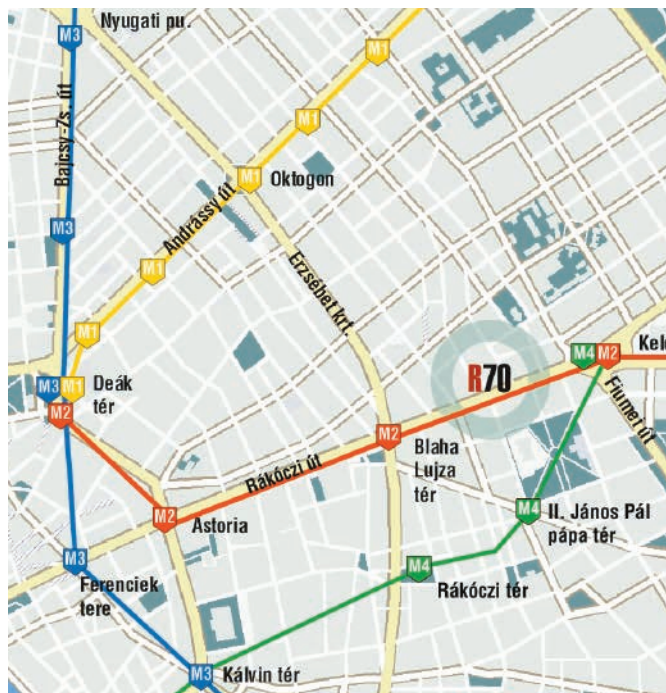 M3
Nyugati pu.
M1
M1
Bajcsy-Zs. út
M1
Oktogon
Andrássy út
M3
M1
Erzsébet krt.
M1
M4
M2
Kele
R70
M3
M1
Deák
tér
M2
Fiumei út
M2
Blaha
Lujza
tér
Rákóczi út
M2
Astoria
M4
II. János Pál
pápa tér
M3
Ferenciek
tere
M4
Rákóczi tér
M3
Kálvin tér